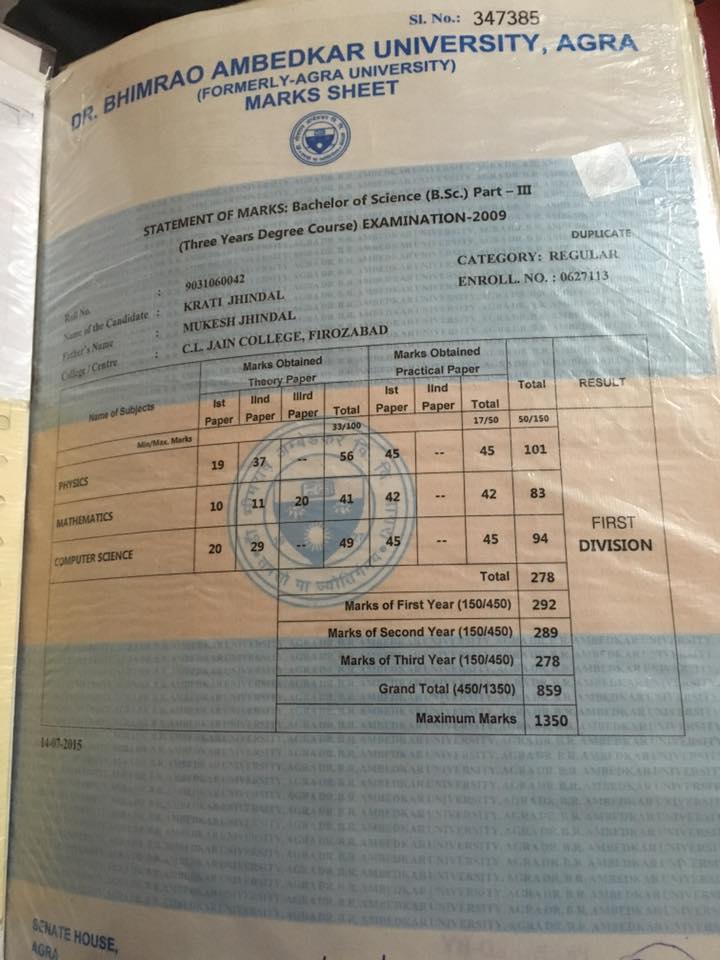 Sl. No.: 347385
DR. BHIMRAO AMBEDKAR UNIVERSITY, AGRA
(FORMERLY-AGRA UNIVERSITY)
MARKS SHEET
STATEMENT OF MARKS: Bachelor of Science (B.Sc.) Part – III
(Three Years Degree Course) EXAMINATION-2009
DUPLICATE
CATEGORY: REGULAR
ENROLL. NO. : 0627113
Roll No. : 9031060042
Name of the Candidate : KRATI JHINDAL
Father's Name : MUKESH JHINDAL
College / Centre : C.L. JAIN COLLEGE, FIROZABAD
Name of Subjects Marks Obtained Theory Paper Marks Obtained Practical Paper Total RESULT
Ist Paper IInd Paper IIIrd Paper Total Ist Paper IInd Paper Total
Min/Max. Marks 33/100 17/50 50/150
PHYSICS 19 37 -- 56 45 -- 45 101
MATHEMATICS 10 11 20 41 42 -- 42 83
COMPUTER SCIENCE 20 29 -- 49 45 -- 45 94
FIRST
DIVISION
Total 278
Marks of First Year (150/450) 292
Marks of Second Year (150/450) 289
Marks of Third Year (150/450) 278
Grand Total (450/1350) 859
Maximum Marks 1350
14-07-2015
SENATE HOUSE,
AGRA